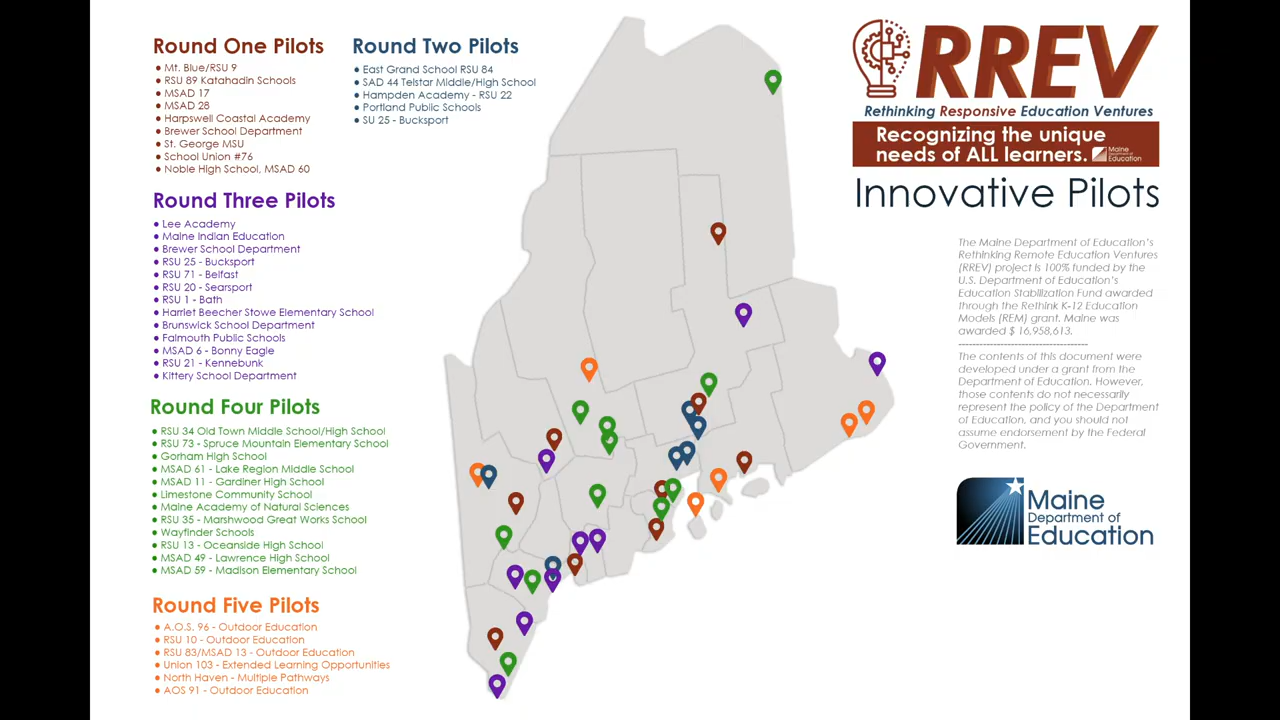 Round One Pilots
• Mt. Blue/RSU 9
• RSU 89 Katahadin Schools
• MSAD 17
• MSAD 28
• Harpswell Coastal Academy
• Brewer School Department
• St. George MSU
• School Union #76
• Noble High School, MSAD 60
Round Two Pilots
• East Grand School RSU 84
• SAD 44 Telstar Middle/High School
• Hampden Academy - RSU 22
• Portland Public Schools
• SU 25 - Bucksport
Round Three Pilots
• Lee Academy
• Maine Indian Education
• Brewer School Department
• RSU 25 - Bucksport
• RSU 71 - Belfast
• RSU 20 - Searsport
• RSU 1 - Bath
• Harriet Beecher Stowe Elementary School
• Brunswick School Department
• Falmouth Public Schools
• MSAD 6 - Bonny Eagle
• RSU 21 - Kennebunk
• Kittery School Department
Round Four Pilots
• RSU 34 Old Town Middle School/High School
• RSU 73 - Spruce Mountain Elementary School
• Gorham High School
• MSAD 61 - Lake Region Middle School
• MSAD 11 - Gardiner High School
• Limestone Community School
• Maine Academy of Natural Sciences
• RSU 35 - Marshwood Great Works School
• Wayfinder Schools
• RSU 13 - Oceanside High School
• MSAD 49 - Lawrence High School
• MSAD 59 - Madison Elementary School
Round Five Pilots
• A.O.S. 96 - Outdoor Education
• RSU 10 - Outdoor Education
• RSU 83/MSAD 13 - Outdoor Education
• Union 103 - Extended Learning Opportunities
• North Haven - Multiple Pathways
• AOS 91 - Outdoor Education
RREV
Rethinking Responsive Education Ventures
Recognizing the unique
needs of ALL learners.
Maine
Department of
Education
Innovative Pilots
The Maine Department of Education's
Rethinking Remote Education Ventures
(RREV) project is 100% funded by the
U.S. Department of Education's
Education Stabilization Fund awarded
through the Rethink K-12 Education
Models (REM) grant. Maine was
awarded $ 16,958,613.
------------------------------------
The contents of this document were
developed under a grant from the
Department of Education. However,
those contents do not necessarily
represent the policy of the Department
of Education, and you should not
assume endorsement by the Federal
Government.
Maine
Department of
Education